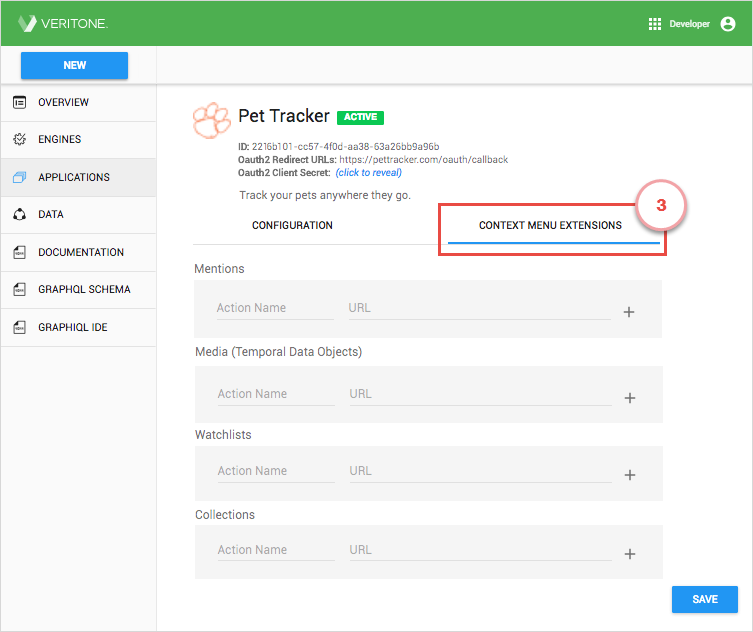 VERITONE.
Developer
NEW
OVERVIEW
ENGINES
APPLICATIONS
DATA
DOCUMENTATION
GRAPHQL SCHEMA
GRAPHIQL IDE
Pet Tracker ACTIVE
ID: 2216b101-cc57-4f0d-aa38-63a26bb9a96b
Oauth2 Redirect URLs: https://pettracker.com/oauth/callback
Oauth2 Client Secret: (click to reveal)
Track your pets anywhere they go.
CONFIGURATION CONTEXT MENU EXTENSIONS
3
Mentions
Action Name URL +
Media (Temporal Data Objects)
Action Name URL +
Watchlists
Action Name URL +
Collections
Action Name URL +
SAVE